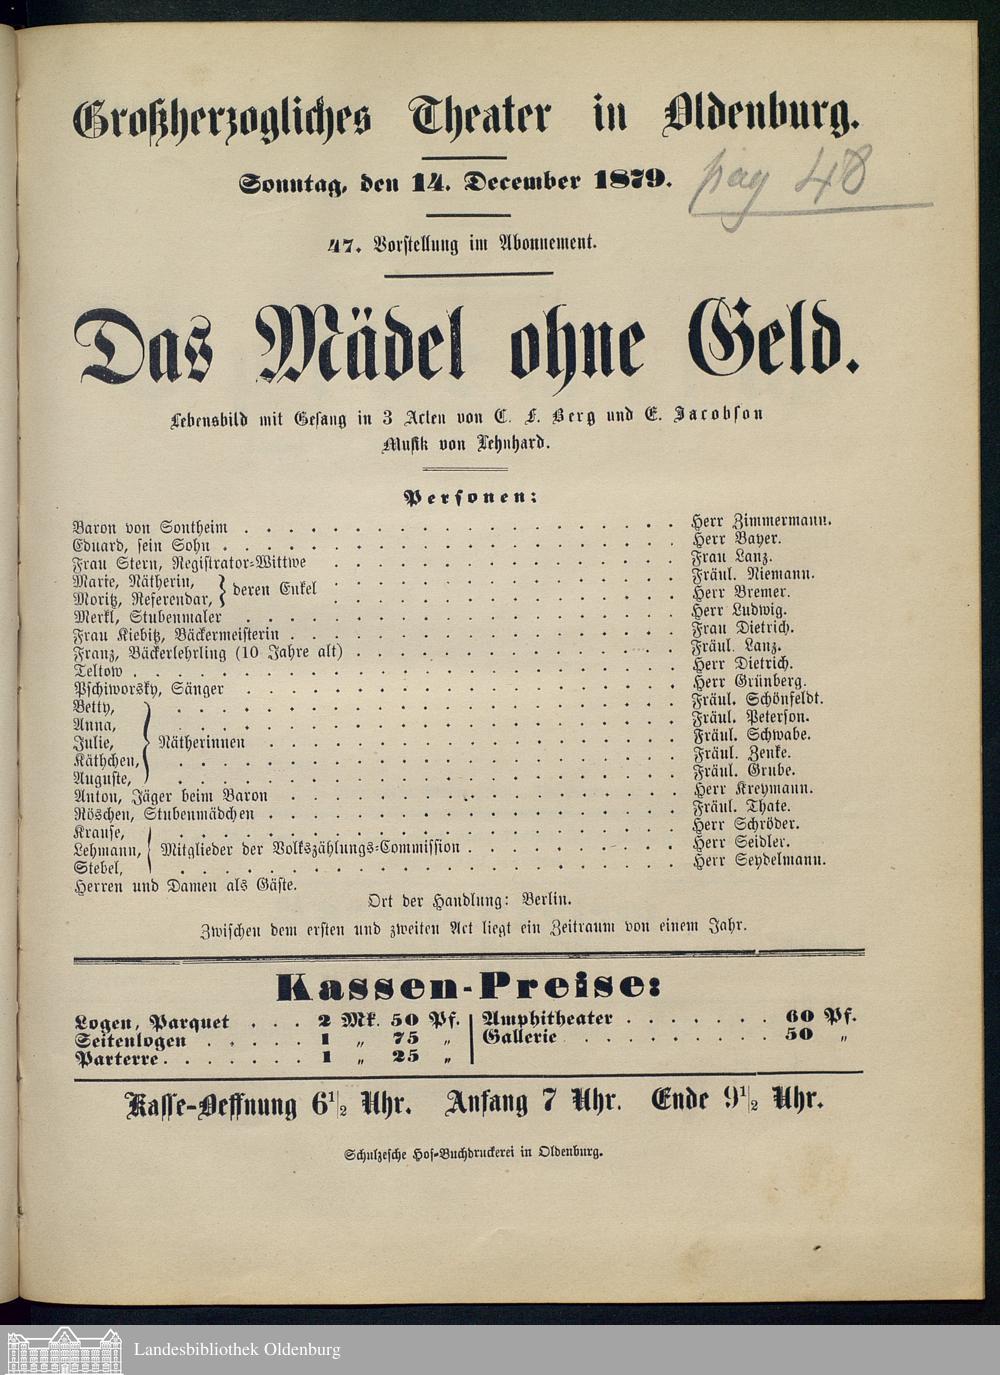 Großherzogliches Theater in Oldenburg.
Sonntag, den 14. December 1879.
pag 48
47. Vorstellung im Abonnement.
Das Mädel ohne Geld.
Lebensbild mit Gesang in 3 Acten von C. F. Berg und E. Jacobson
Musik von Lehnhard.
Personen:
Baron von Sontheim . . . Herr Zimmermann.
Eduard, sein Sohn . . . Herr Bayer.
Frau Stern, Registrator-Wittwe . . . Frau Lanz.
Marie, Nätherin, } deren Enkel . . . Fräul. Niemann.
Moritz, Referendar, } . . . Herr Bremer.
Merkl, Stubenmaler . . . Herr Ludwig.
Frau Kiebitz, Bäckermeisterin . . . Frau Dietrich.
Franz, Bäckerlehrling (10 Jahre alt) . . . Fräul. Lanz.
Teltow . . . Herr Dietrich.
Pschiworsky, Sänger . . . Herr Grünberg.
Betty, . . . Fräul. Schönfeldt.
Anna, . . . Fräul. Peterson.
Julie, } Nätherinnen . . . Fräul. Schwabe.
Käthchen, . . . Fräul. Zenke.
Auguste, . . . Fräul. Grube.
Anton, Jäger beim Baron . . . Herr Kreymann.
Röschen, Stubenmädchen . . . Fräul. Thate.
Krause, . . . Herr Schröder.
Lehmann, { Mitglieder der Volkszählungs-Commission . . . Herr Seidler.
Stebel, . . . Herr Seydelmann.
Herren und Damen als Gäste.
Ort der Handlung: Berlin.
Zwischen dem ersten und zweiten Act liegt ein Zeitraum von einem Jahr.
Kassen-Preise:
Logen, Parquet . . . 2 Mk. 50 Pf.
Seitenlogen . . . 1 „ 75 „
Parterre . . . 1 „ 25 „
Amphitheater . . . 60 Pf.
Gallerie . . . 50 „
Kasse-Oeffnung 6 1/2 Uhr. Anfang 7 Uhr. Ende 9 1/2 Uhr.
Schulzesche Hof-Buchdruckerei in Oldenburg.
Landesbibliothek Oldenburg